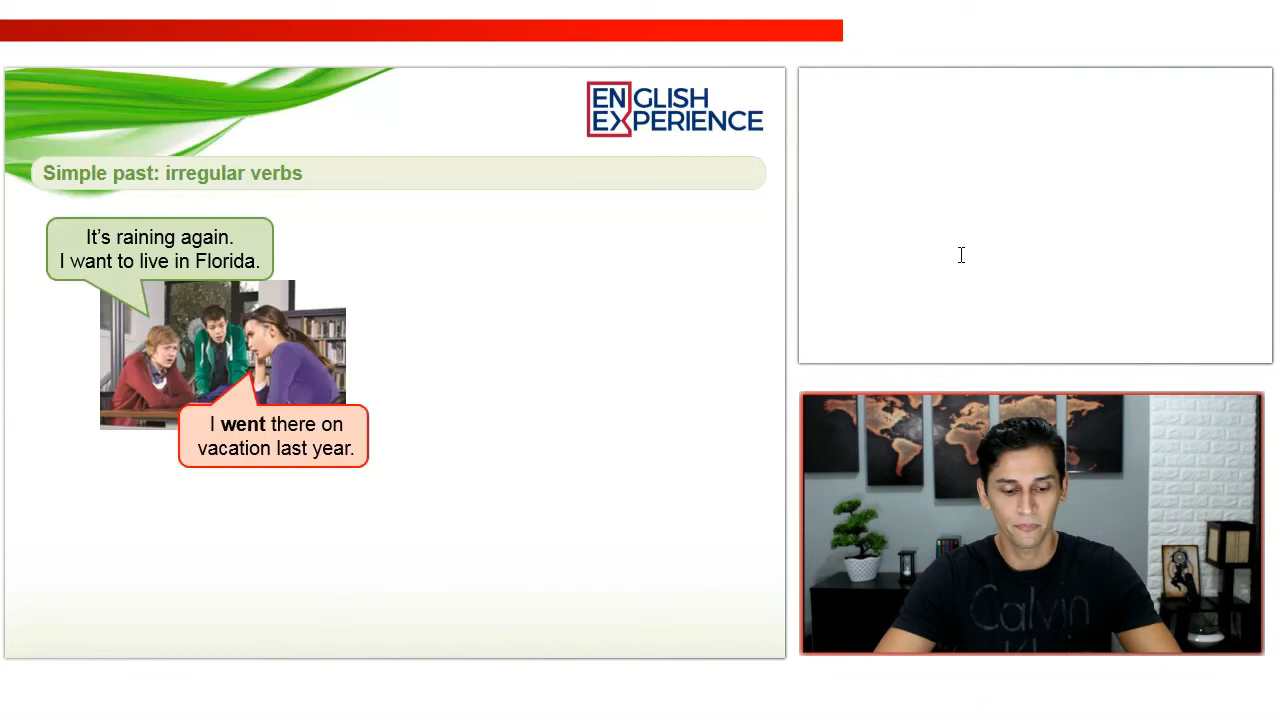 ENGLISH
EXPERIENCE
Simple past: irregular verbs
It’s raining again.
I want to live in Florida.
I went there on
vacation last year.
Calvin